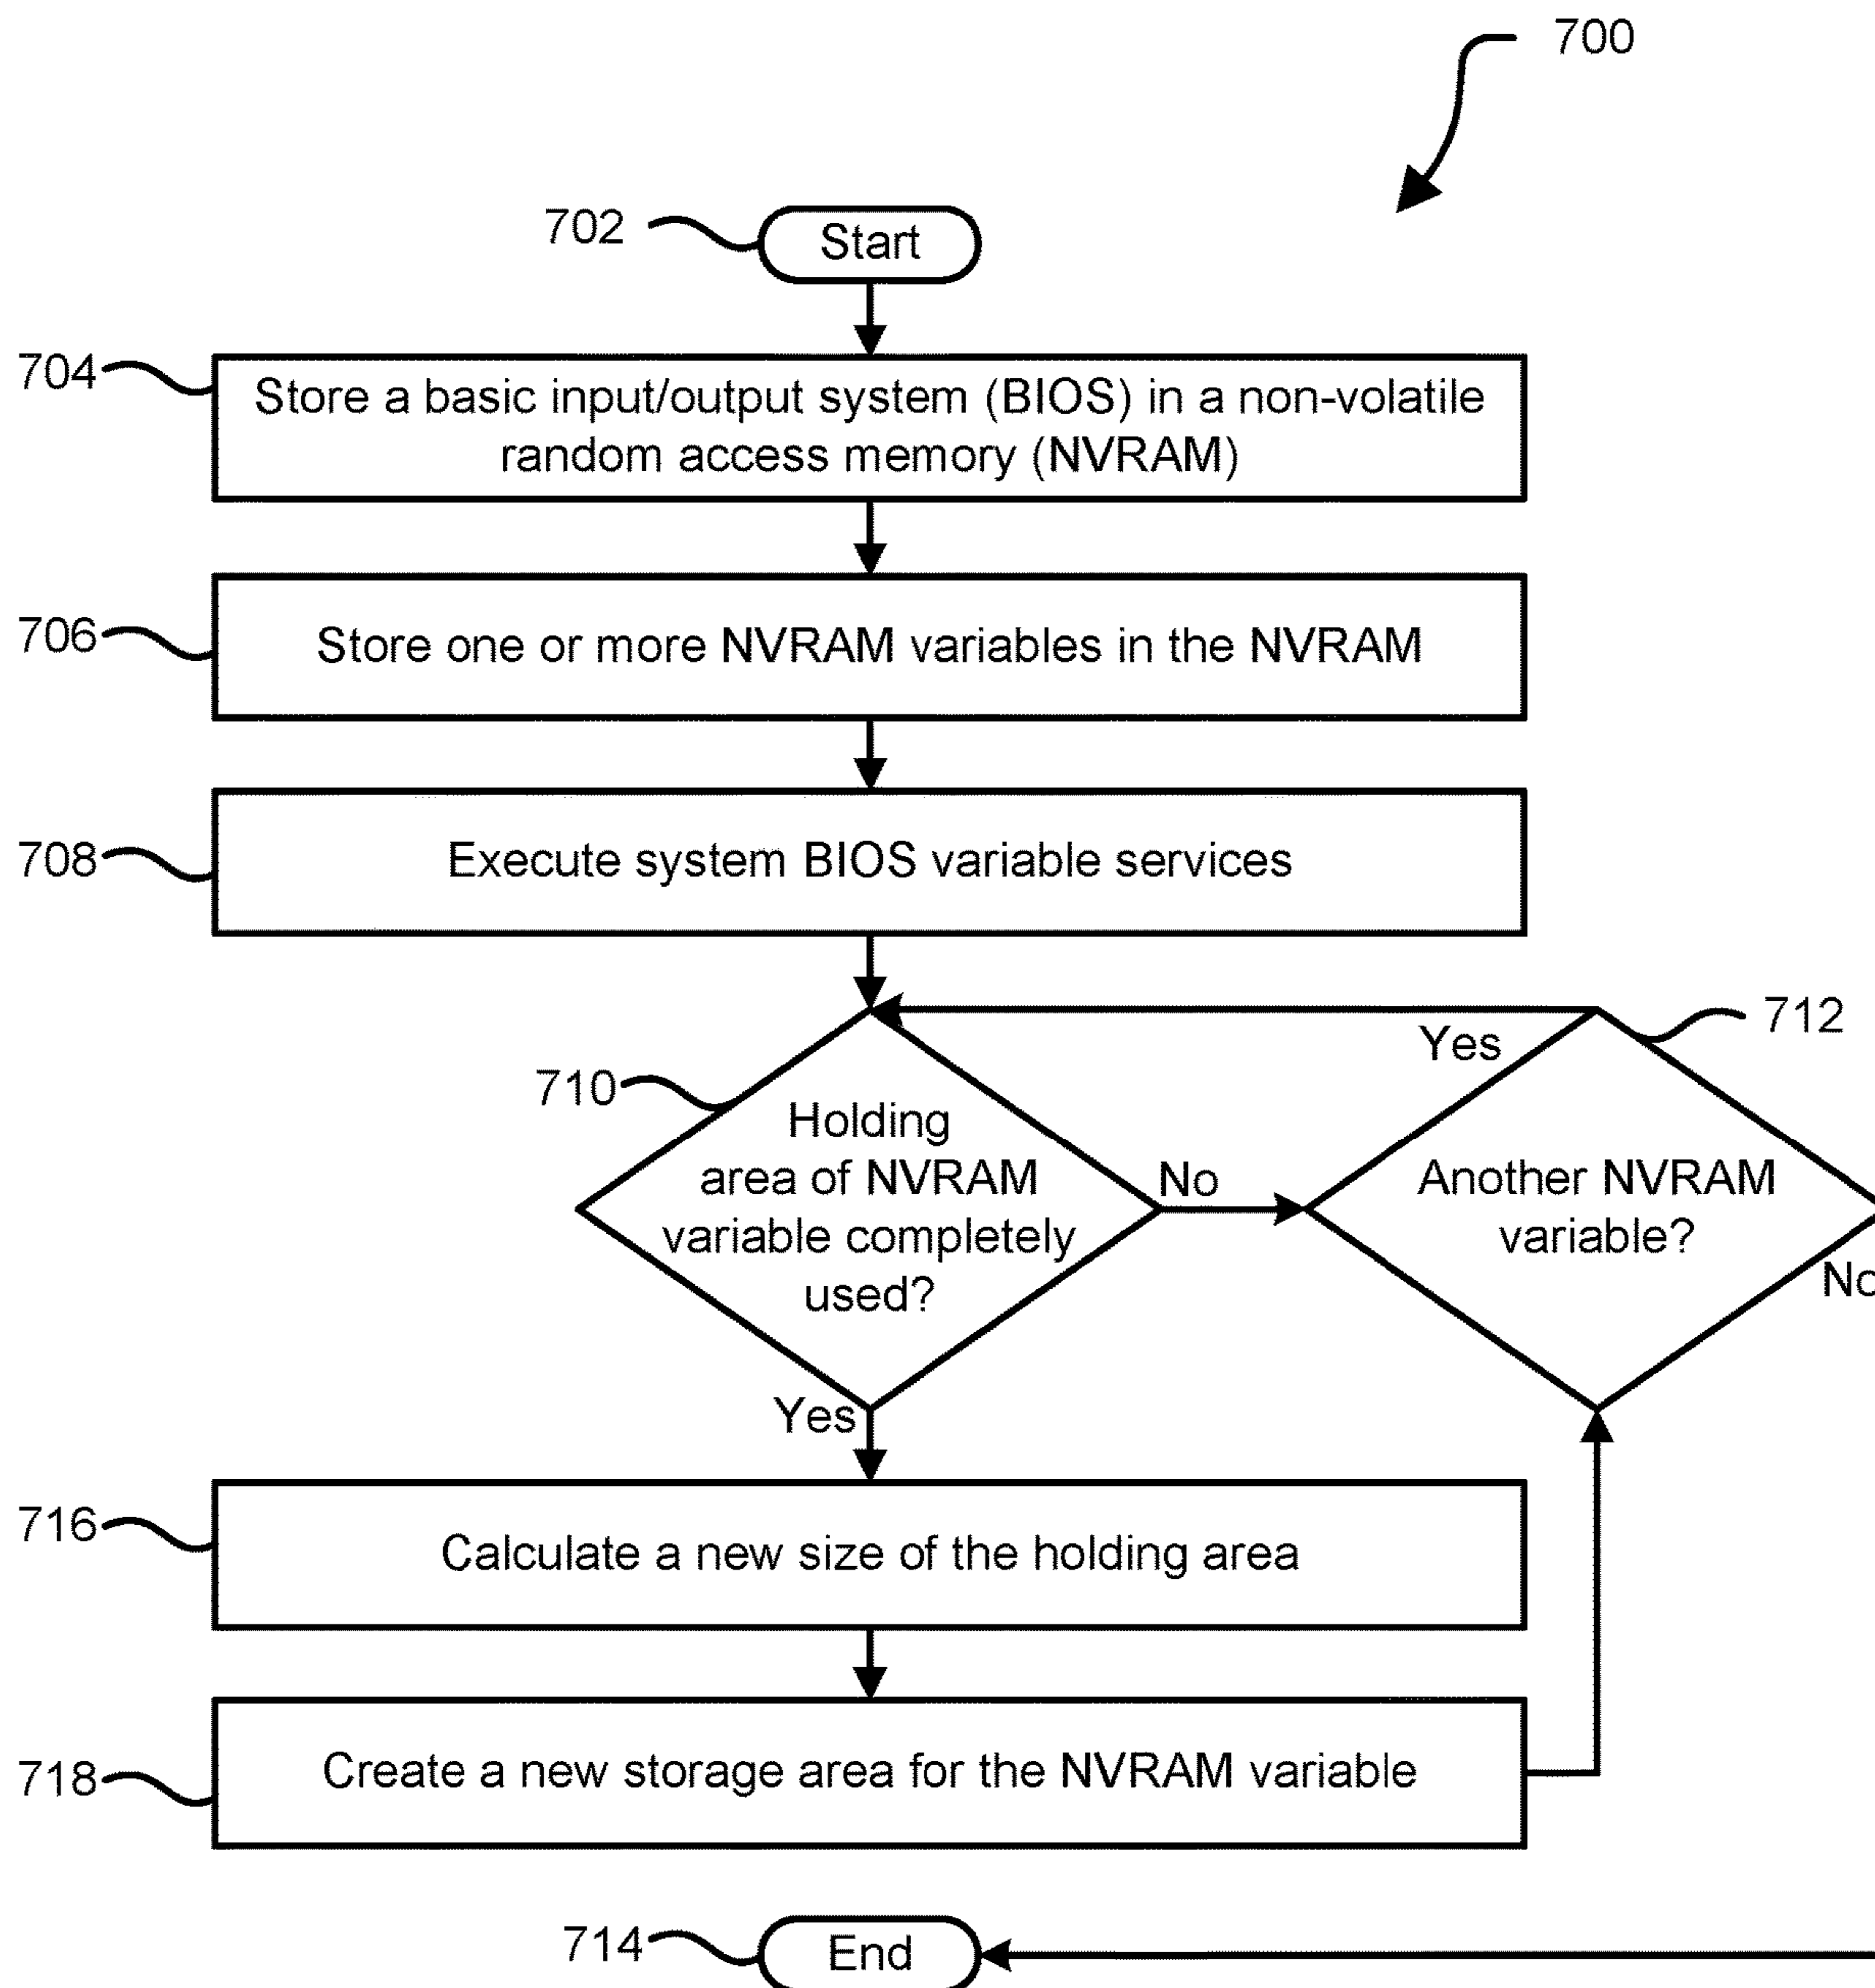 700
702
Start
704
Store a basic input/output system (BIOS) in a non-volatile
random access memory (NVRAM)
706
Store one or more NVRAM variables in the NVRAM
708
Execute system BIOS variable services
712
Yes
710
Holding
area of NVRAM
variable completely
used?
No
Another NVRAM
variable?
No
Yes
716
Calculate a new size of the holding area
718
Create a new storage area for the NVRAM variable
714
End